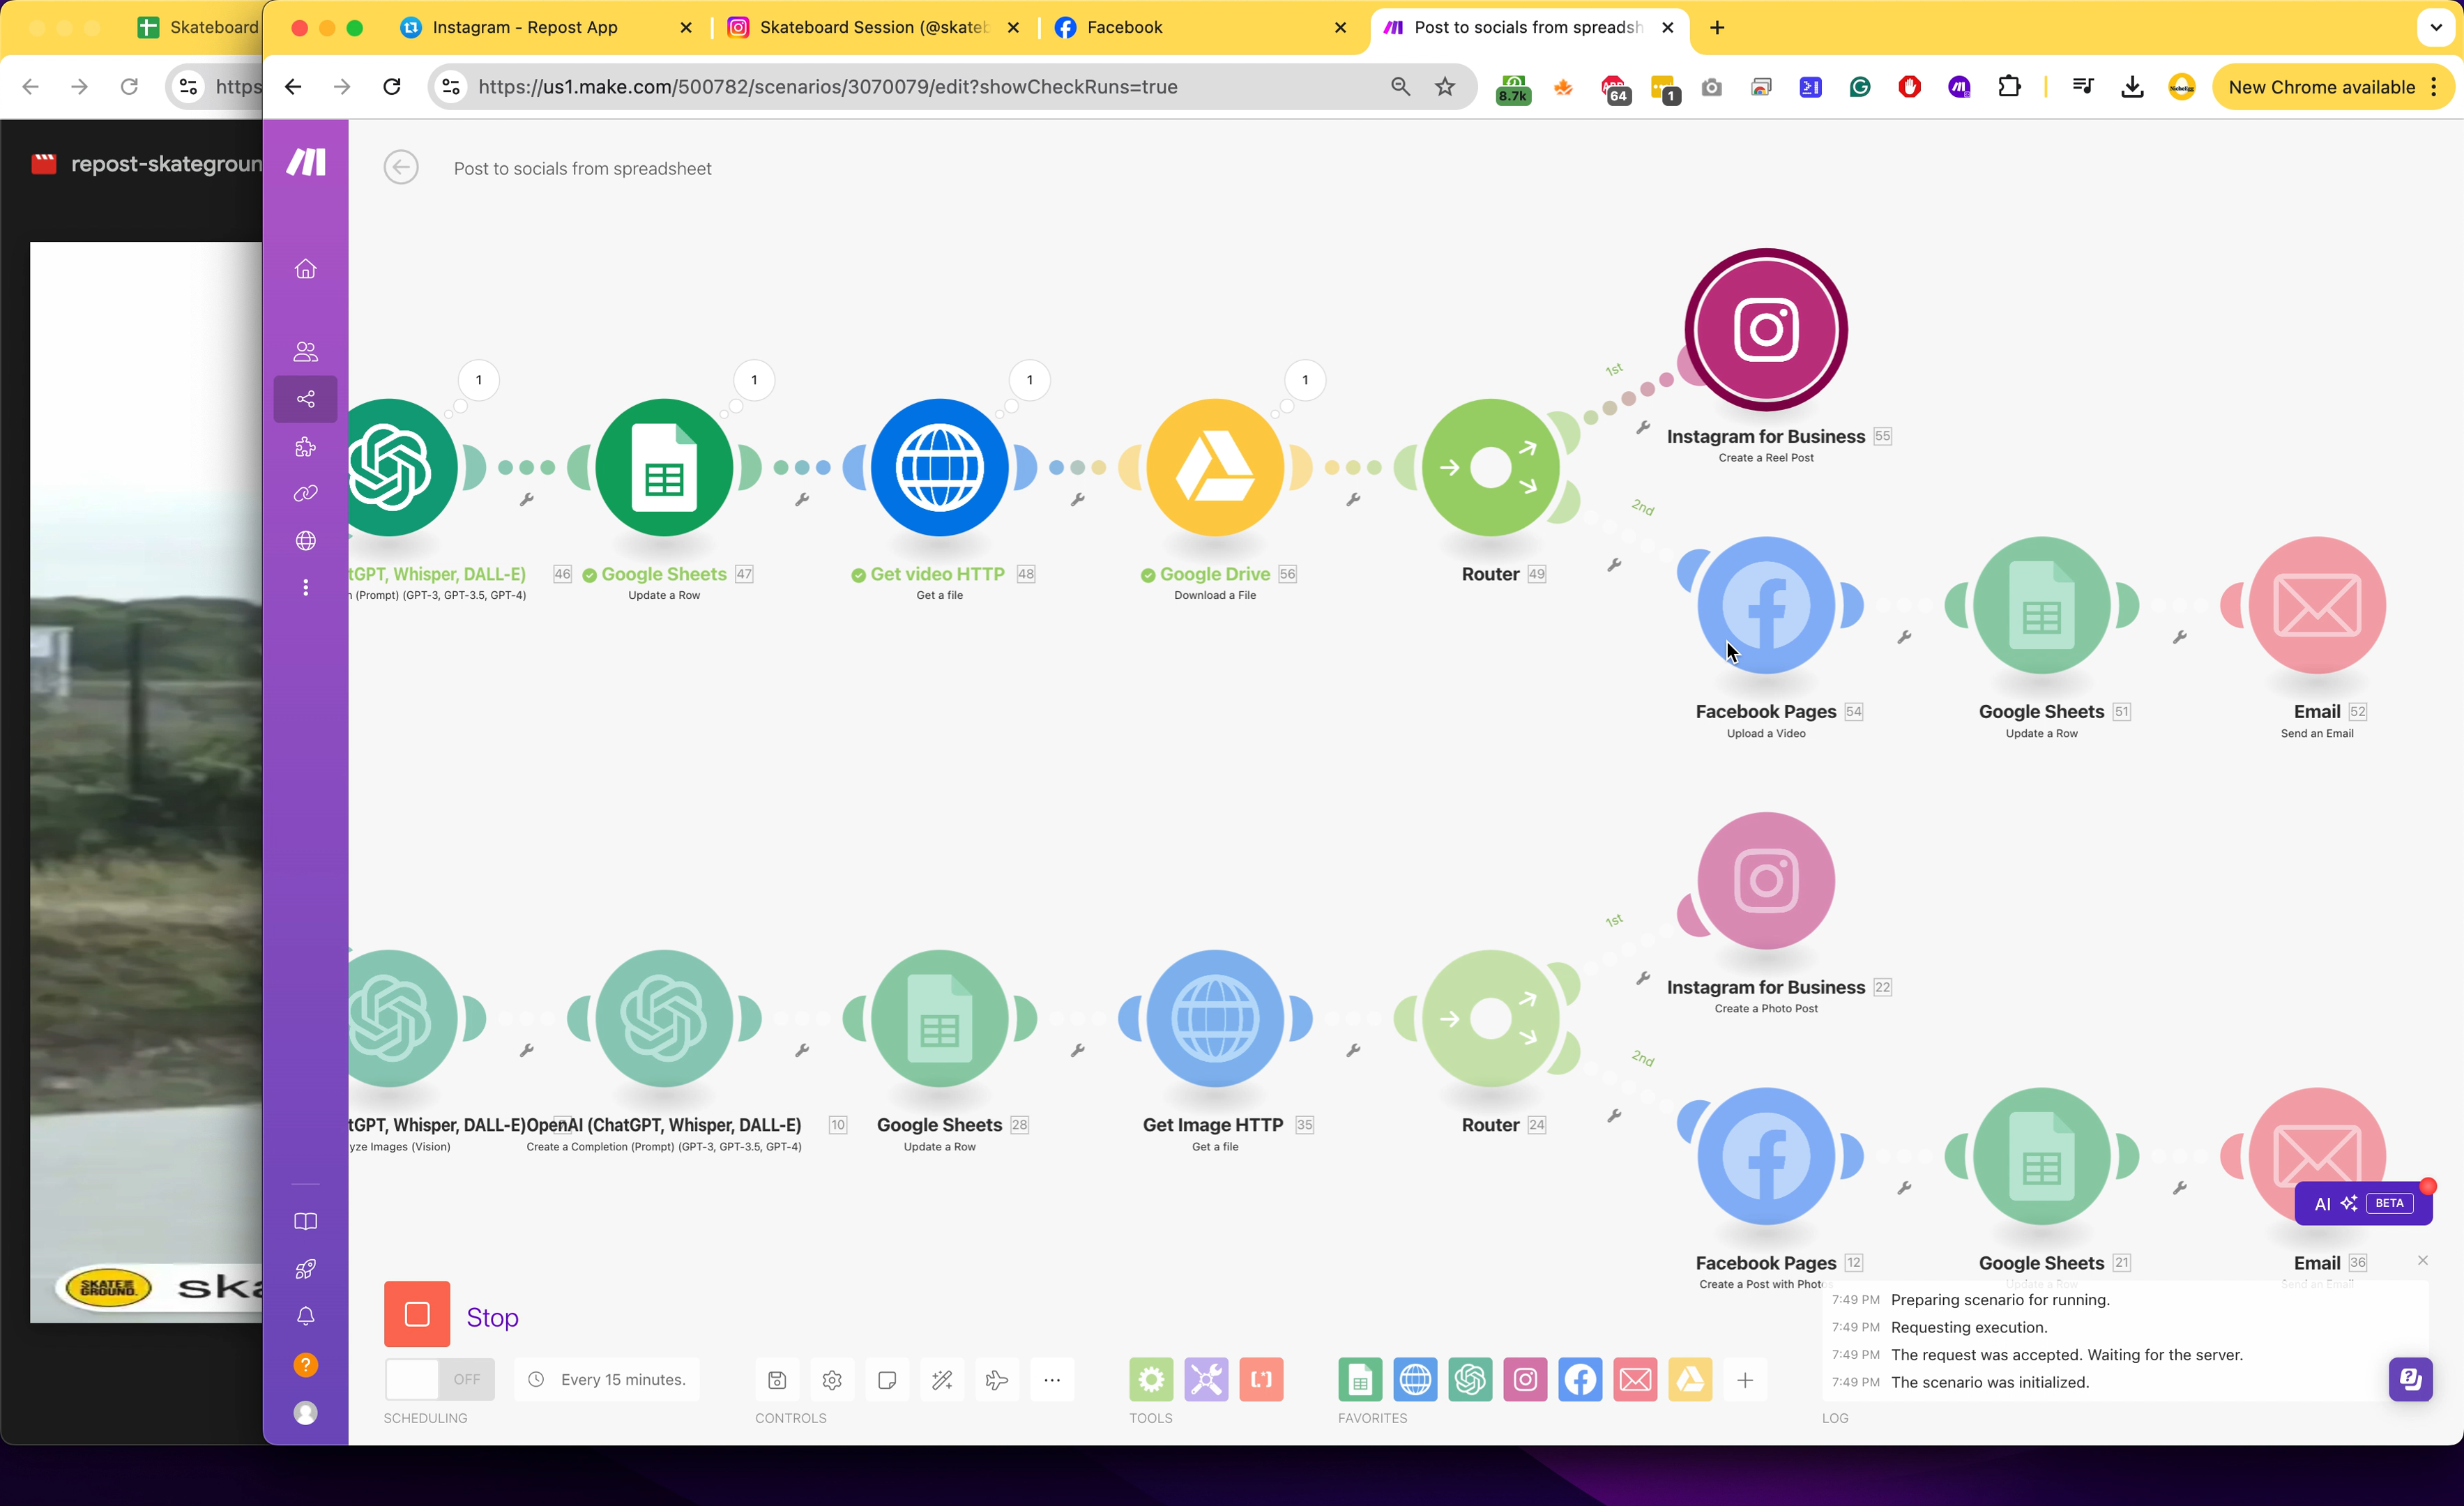 Skateboard
Instagram - Repost App
Skateboard Session (@skateb
Facebook
Post to socials from spreadsh
https
https://us1.make.com/500782/scenarios/3070079/edit?showCheckRuns=true
8.7k
64
1
New Chrome available
repost-skategroun
Post to socials from spreadsheet
1st
1
1
1
1
Instagram for Business 55
Create a Reel Post
2nd
tGPT, Whisper, DALL-E) 46
n (Prompt) (GPT-3, GPT-3.5, GPT-4)
Google Sheets 47
Update a Row
Get video HTTP 48
Get a file
Google Drive 56
Download a File
Router 49
Facebook Pages 54
Upload a Video
Google Sheets 51
Update a Row
Email 52
Send an Email
1st
Instagram for Business 22
Create a Photo Post
2nd
tGPT, Whisper, DALL-E)
yze Images (Vision)
OpenAI (ChatGPT, Whisper, DALL-E) 10
Create a Completion (Prompt) (GPT-3, GPT-3.5, GPT-4)
Google Sheets 28
Update a Row
Get Image HTTP 35
Get a file
Router 24
AI BETA
Facebook Pages 12
Create a Post with Photo
Google Sheets 21
Update a Row
Email 36
Send an Email
SKATE THE GROUND.
ska
Stop
7:49 PM Preparing scenario for running.
7:49 PM Requesting execution.
7:49 PM The request was accepted. Waiting for the server.
7:49 PM The scenario was initialized.
OFF
Every 15 minutes.
SCHEDULING
CONTROLS
TOOLS
FAVORITES
LOG